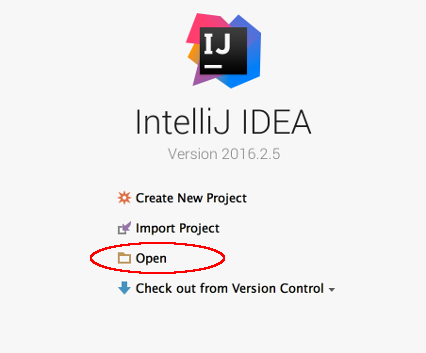 IJ
IntelliJ IDEA
Version 2016.2.5
Create New Project
Import Project
Open
Check out from Version Control